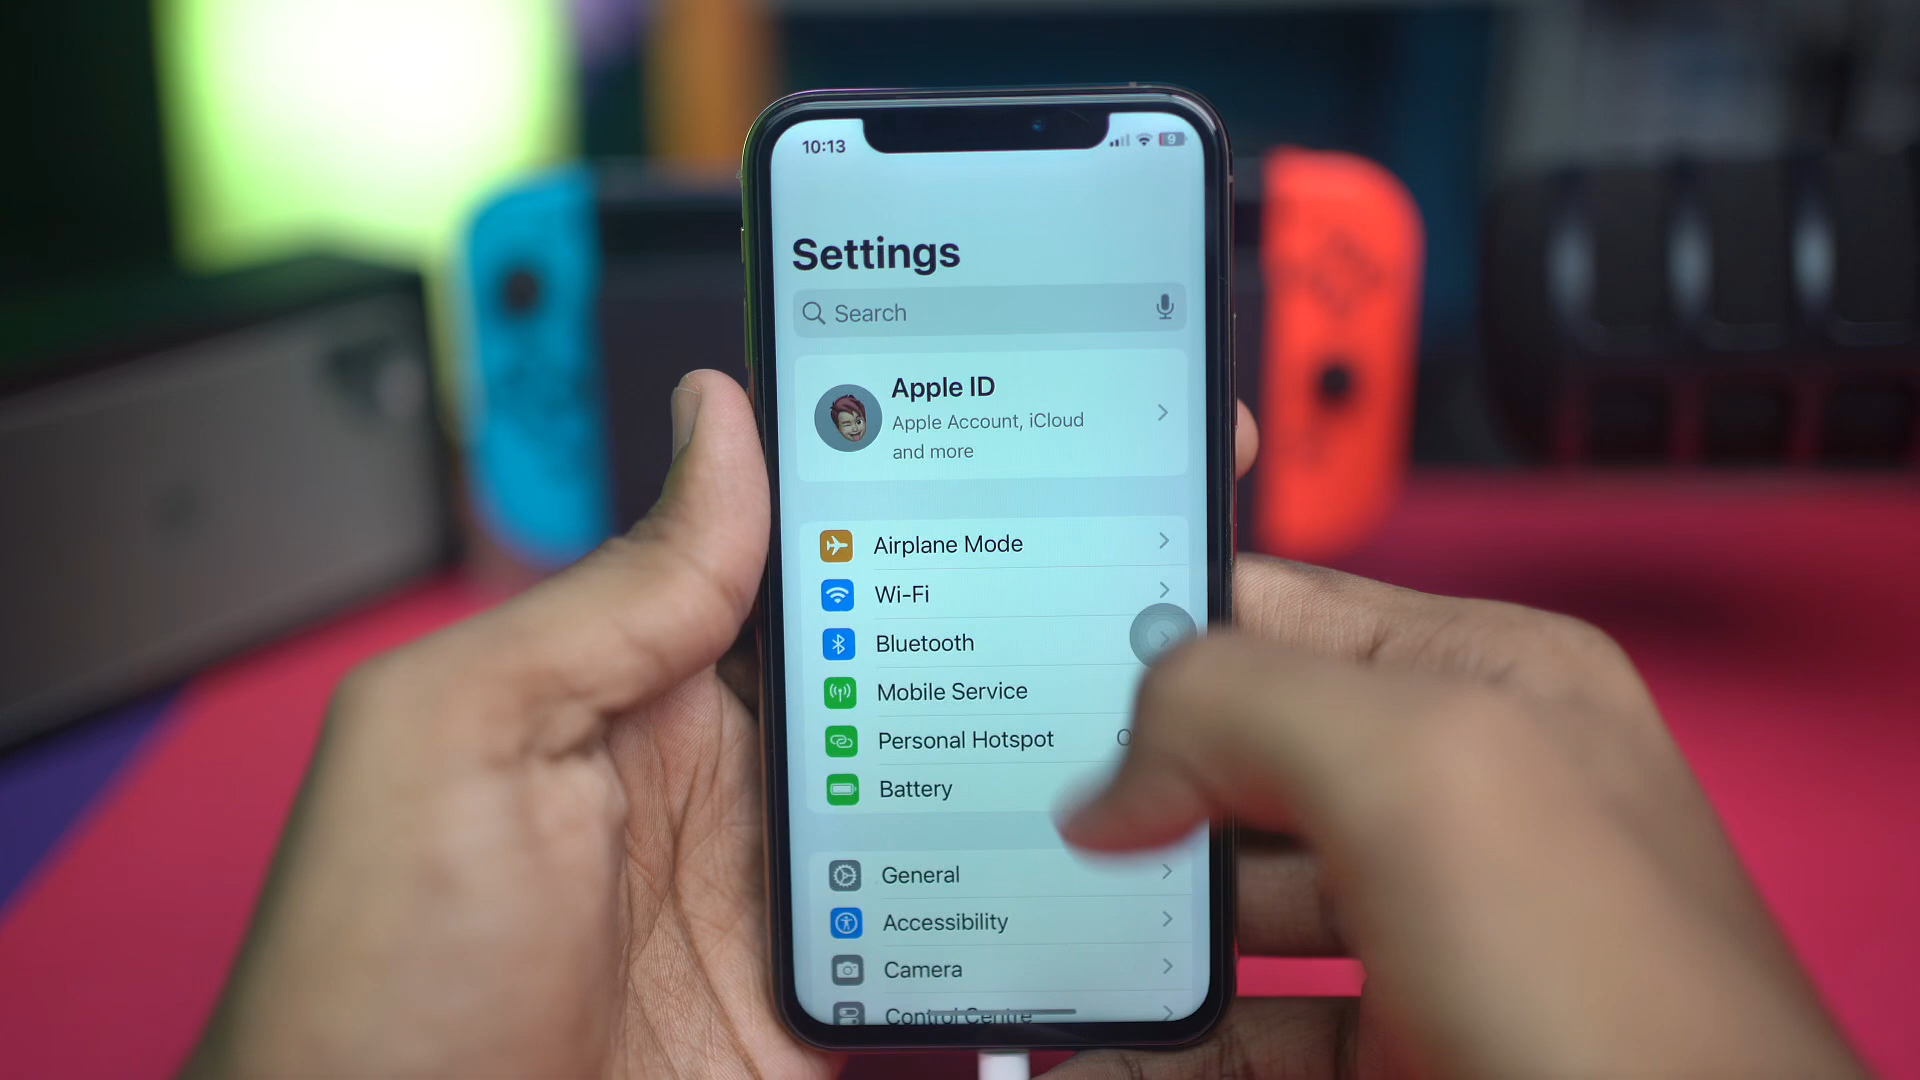 10:13
9
Settings
Search
Apple ID
Apple Account, iCloud
and more
Airplane Mode
Wi-Fi
Bluetooth
Mobile Service
Personal Hotspot
Battery
General
Accessibility
Camera
Control Centre